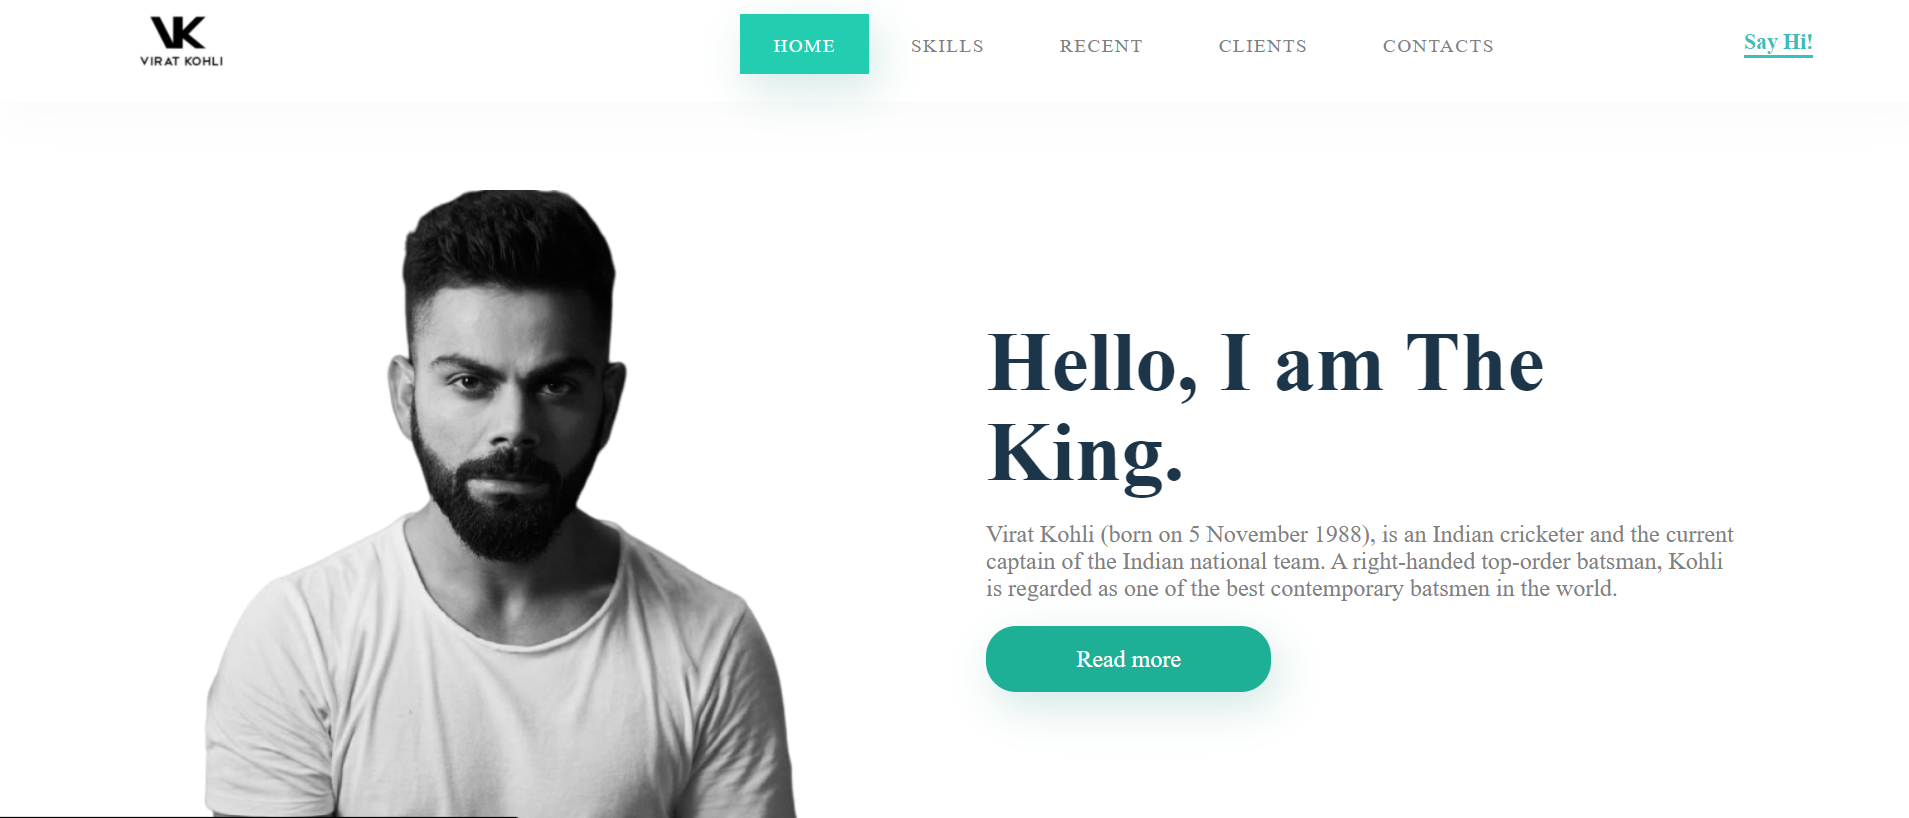 VK
VIRAT KOHLI
HOME SKILLS RECENT CLIENTS CONTACTS
Say Hi!
Hello, I am The
King.
Virat Kohli (born on 5 November 1988), is an Indian cricketer and the current
captain of the Indian national team. A right-handed top-order batsman, Kohli
is regarded as one of the best contemporary batsmen in the world.
Read more